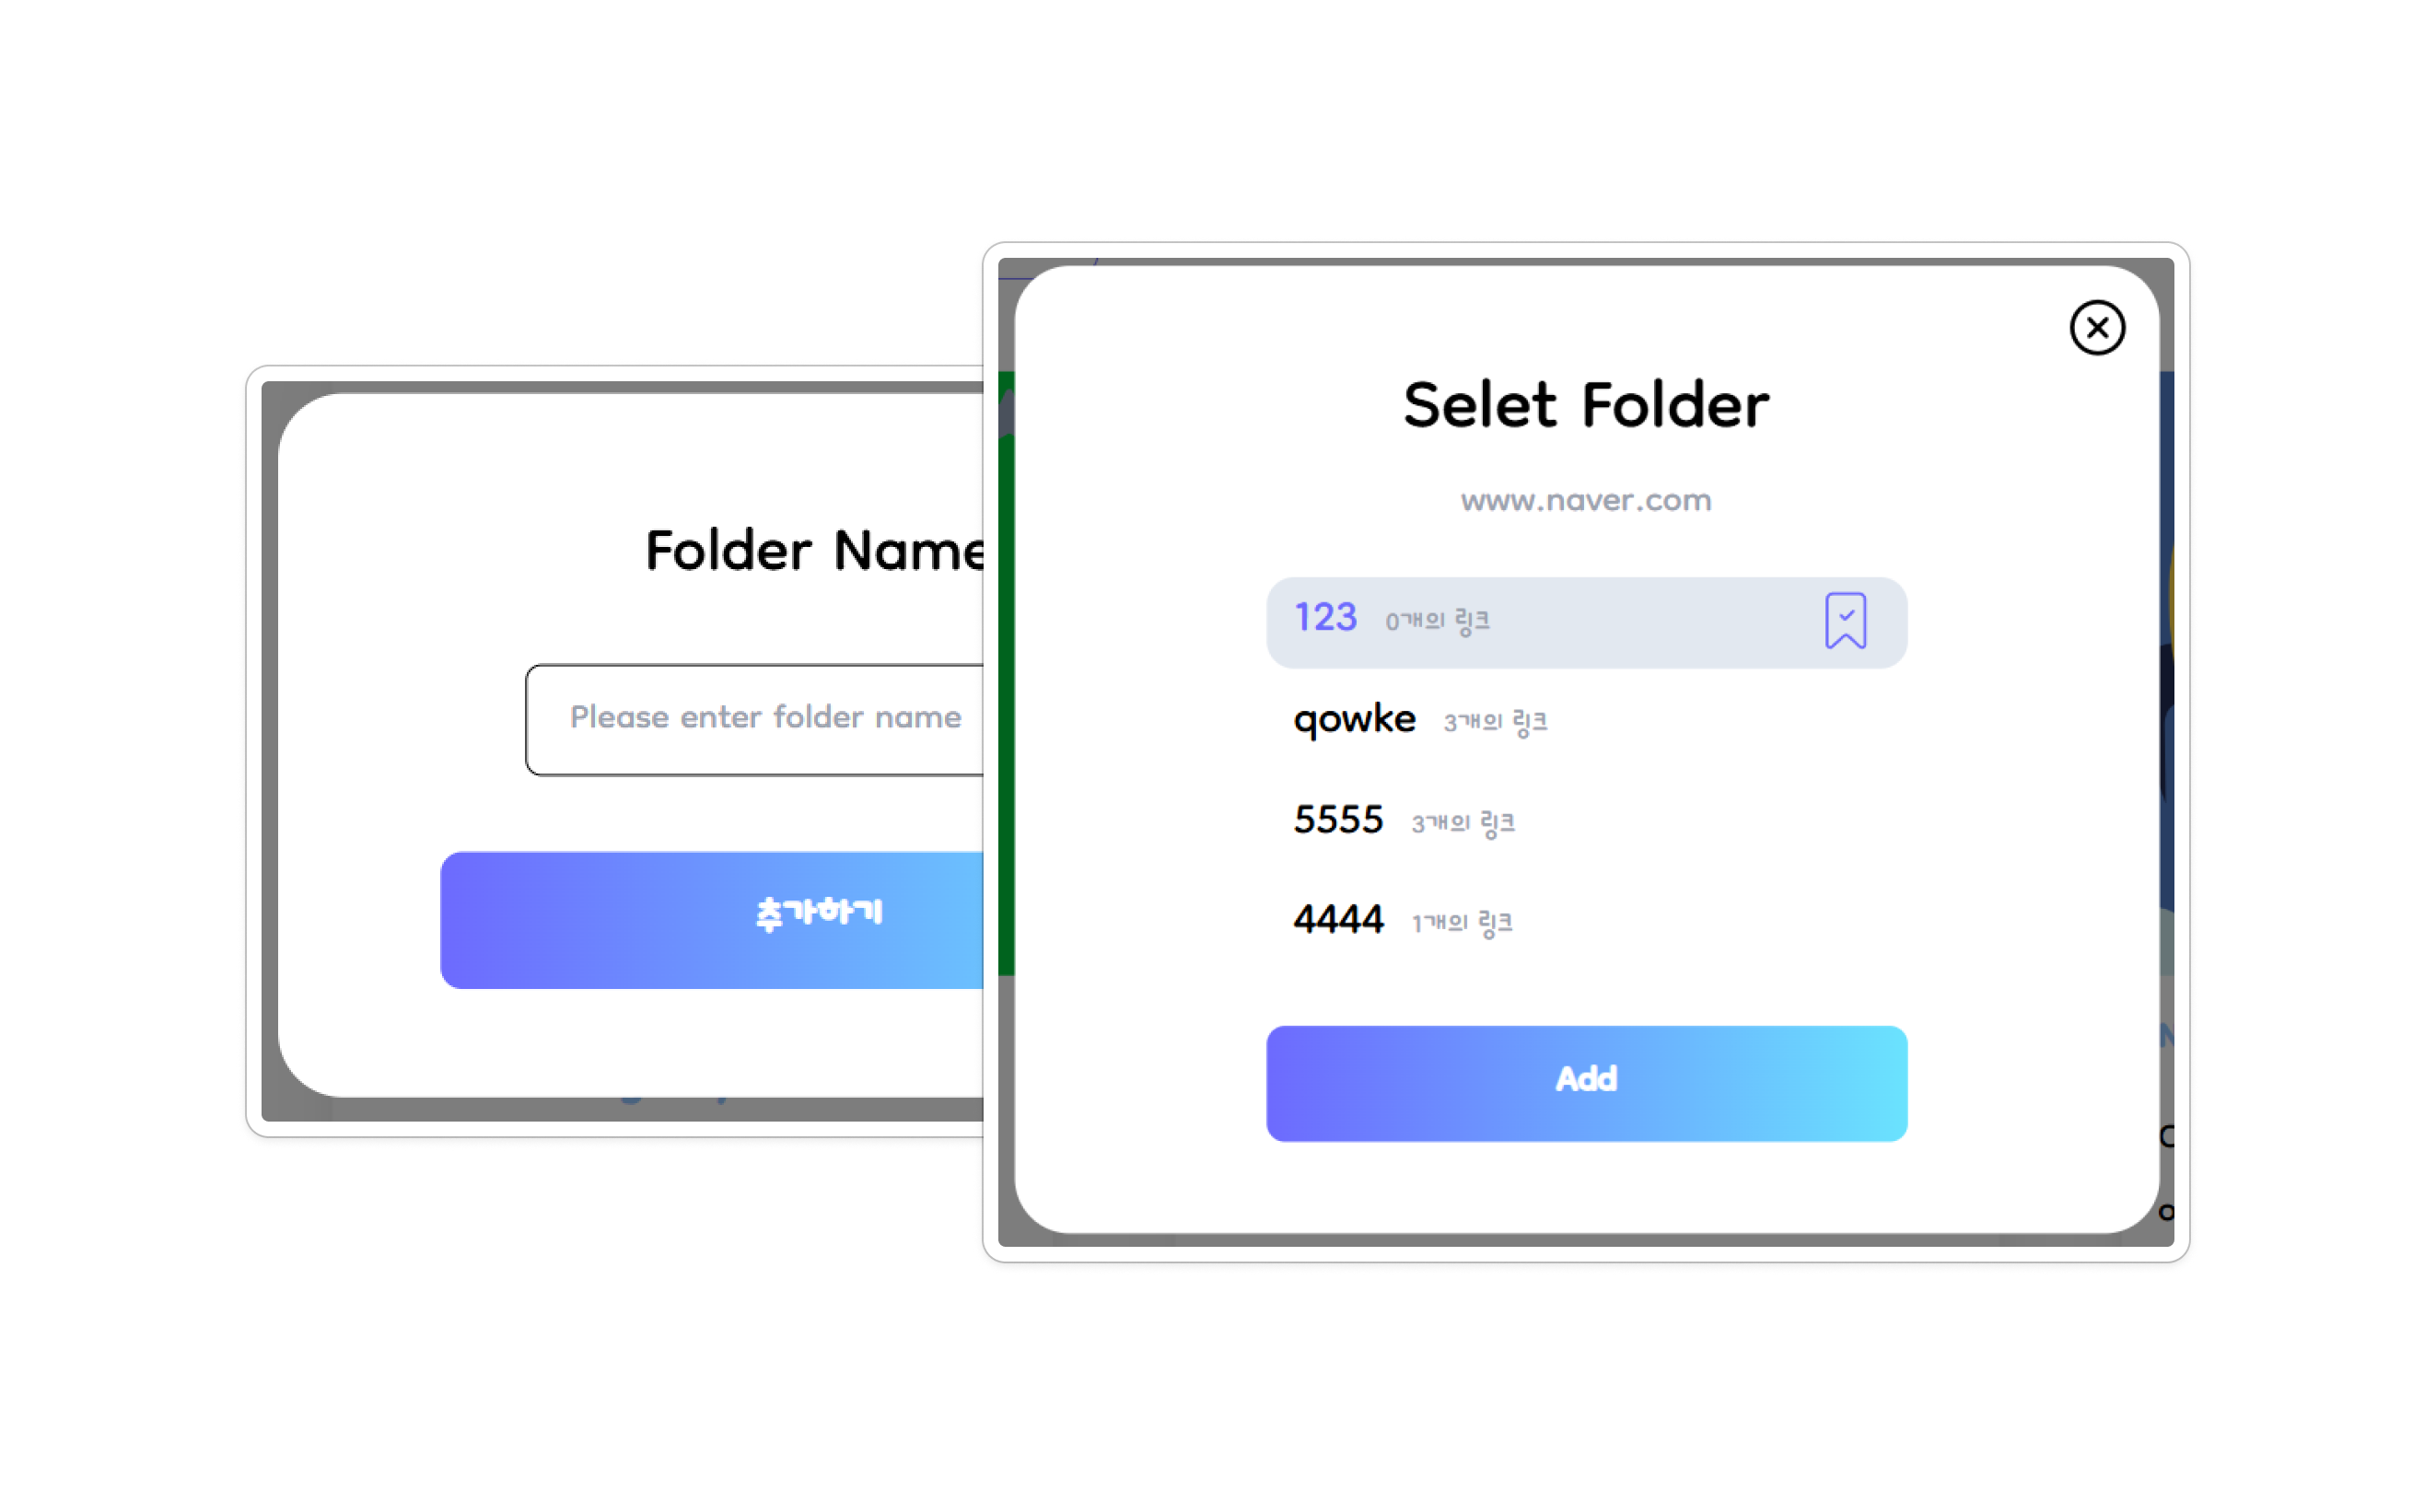 Folder Name
Please enter folder name
추가하기
Selet Folder
www.naver.com
123 0개의 링크
qowke 3개의 링크
5555 3개의 링크
4444 1개의 링크
Add